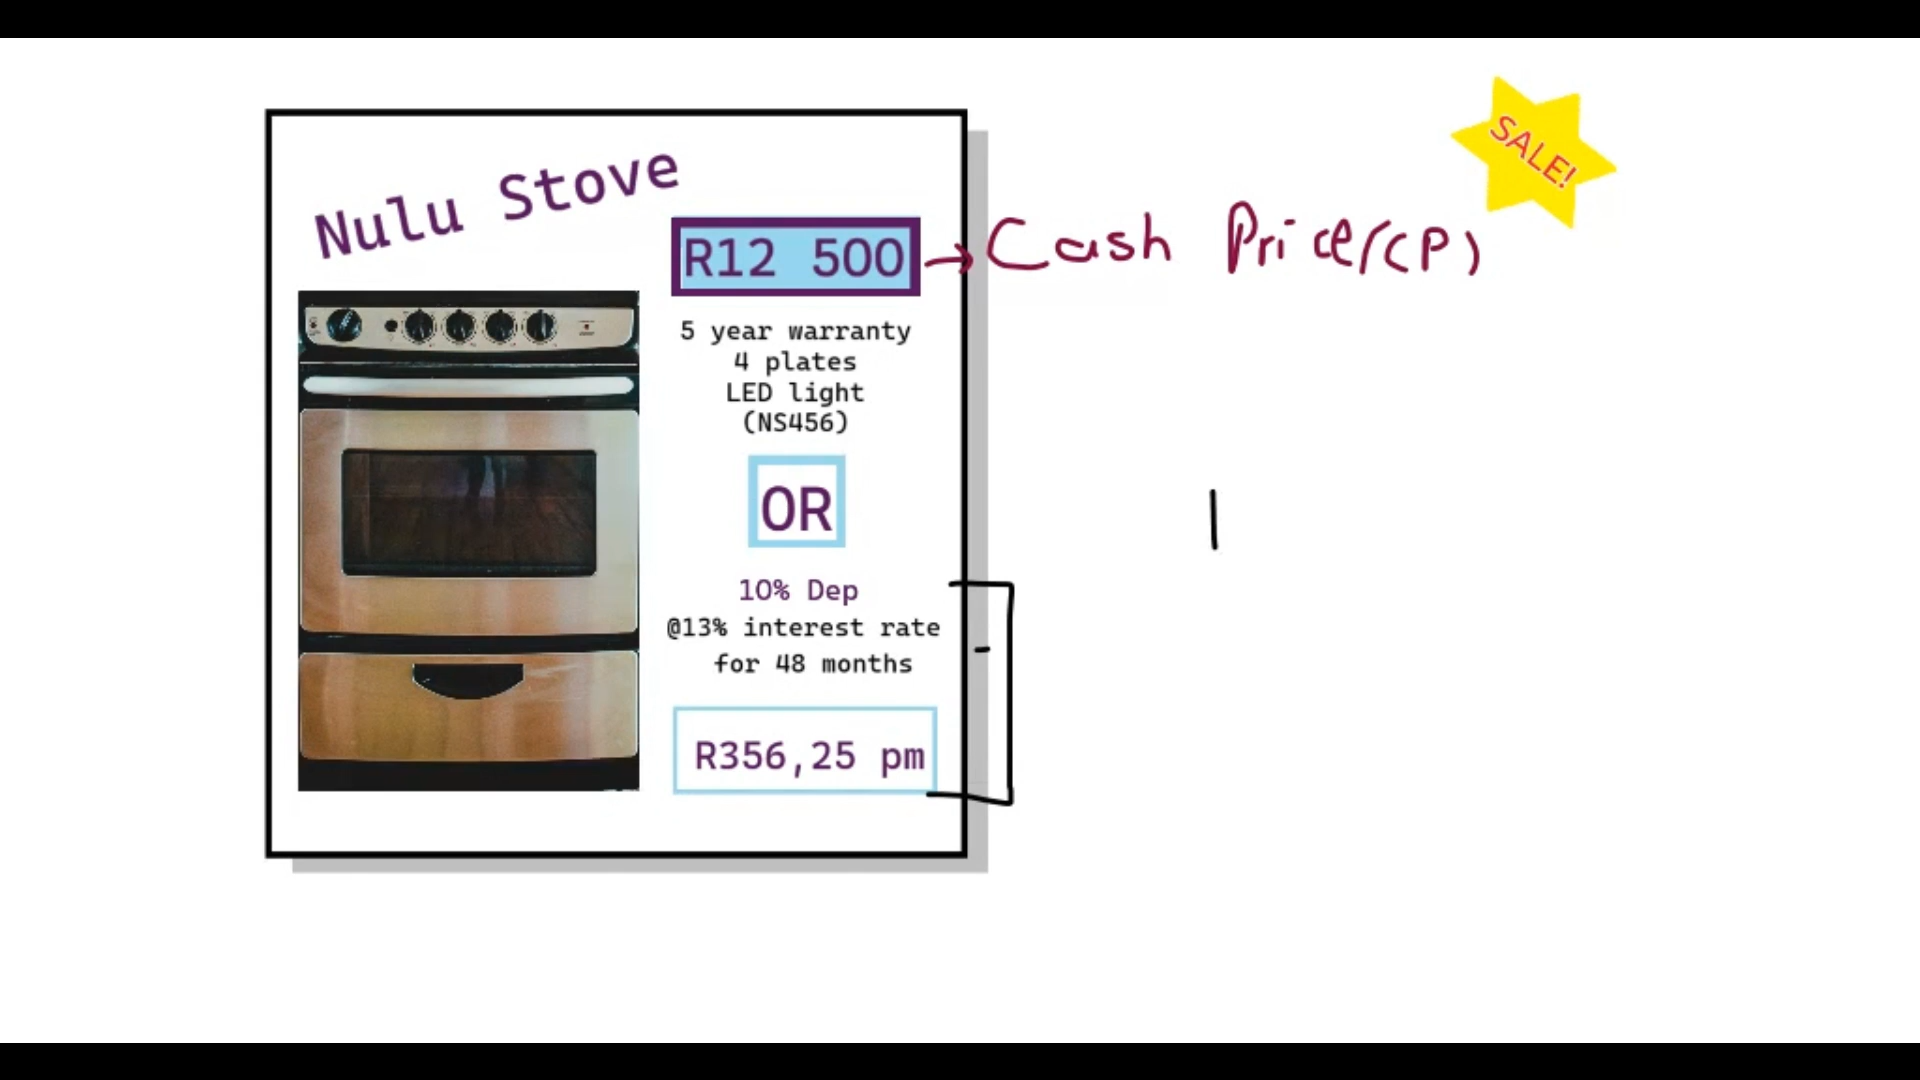 Nulu Stove
SALE!
R12 500
Cash Price (CP)
5 year warranty
4 plates
LED light
(NS456)
OR
10% Dep
@13% interest rate
for 48 months
R356,25 pm